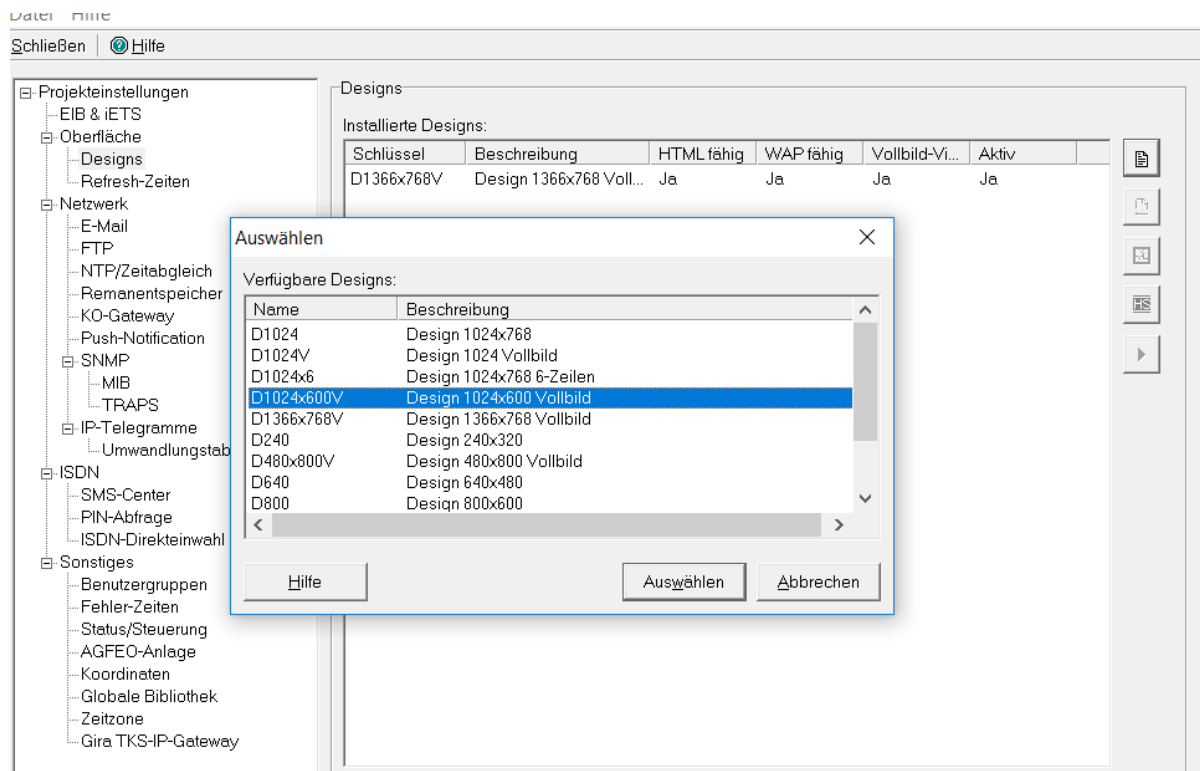 Datei Hilfe
Schließen Hilfe
Projekteinstellungen
EIB & iETS
Oberfläche
Designs
Refresh-Zeiten
Netzwerk
E-Mail
FTP
NTP/Zeitabgleich
Remanentspeicher
KO-Gateway
Push-Notification
SNMP
MIB
TRAPS
IP-Telegramme
Umwandlungstab
ISDN
SMS-Center
PIN-Abfrage
ISDN-Direkteinwahl
Sonstiges
Benutzergruppen
Fehler-Zeiten
Status/Steuerung
AGFEO-Anlage
Koordinaten
Globale Bibliothek
Zeitzone
Gira TKS-IP-Gateway
Designs
Installierte Designs:
Schlüssel Beschreibung HTML fähig WAP fähig Vollbild-Vi... Aktiv
D1366x768V Design 1366x768 Voll... Ja Ja Ja Ja
HS
Auswählen
Verfügbare Designs:
Name Beschreibung
D1024 Design 1024x768
D1024V Design 1024 Vollbild
D1024x6 Design 1024x768 6-Zeilen
D1024x600V Design 1024x600 Vollbild
D1366x768V Design 1366x768 Vollbild
D240 Design 240x320
D480x800V Design 480x800 Vollbild
D640 Design 640x480
D800 Design 800x600
Hilfe Auswählen Abbrechen